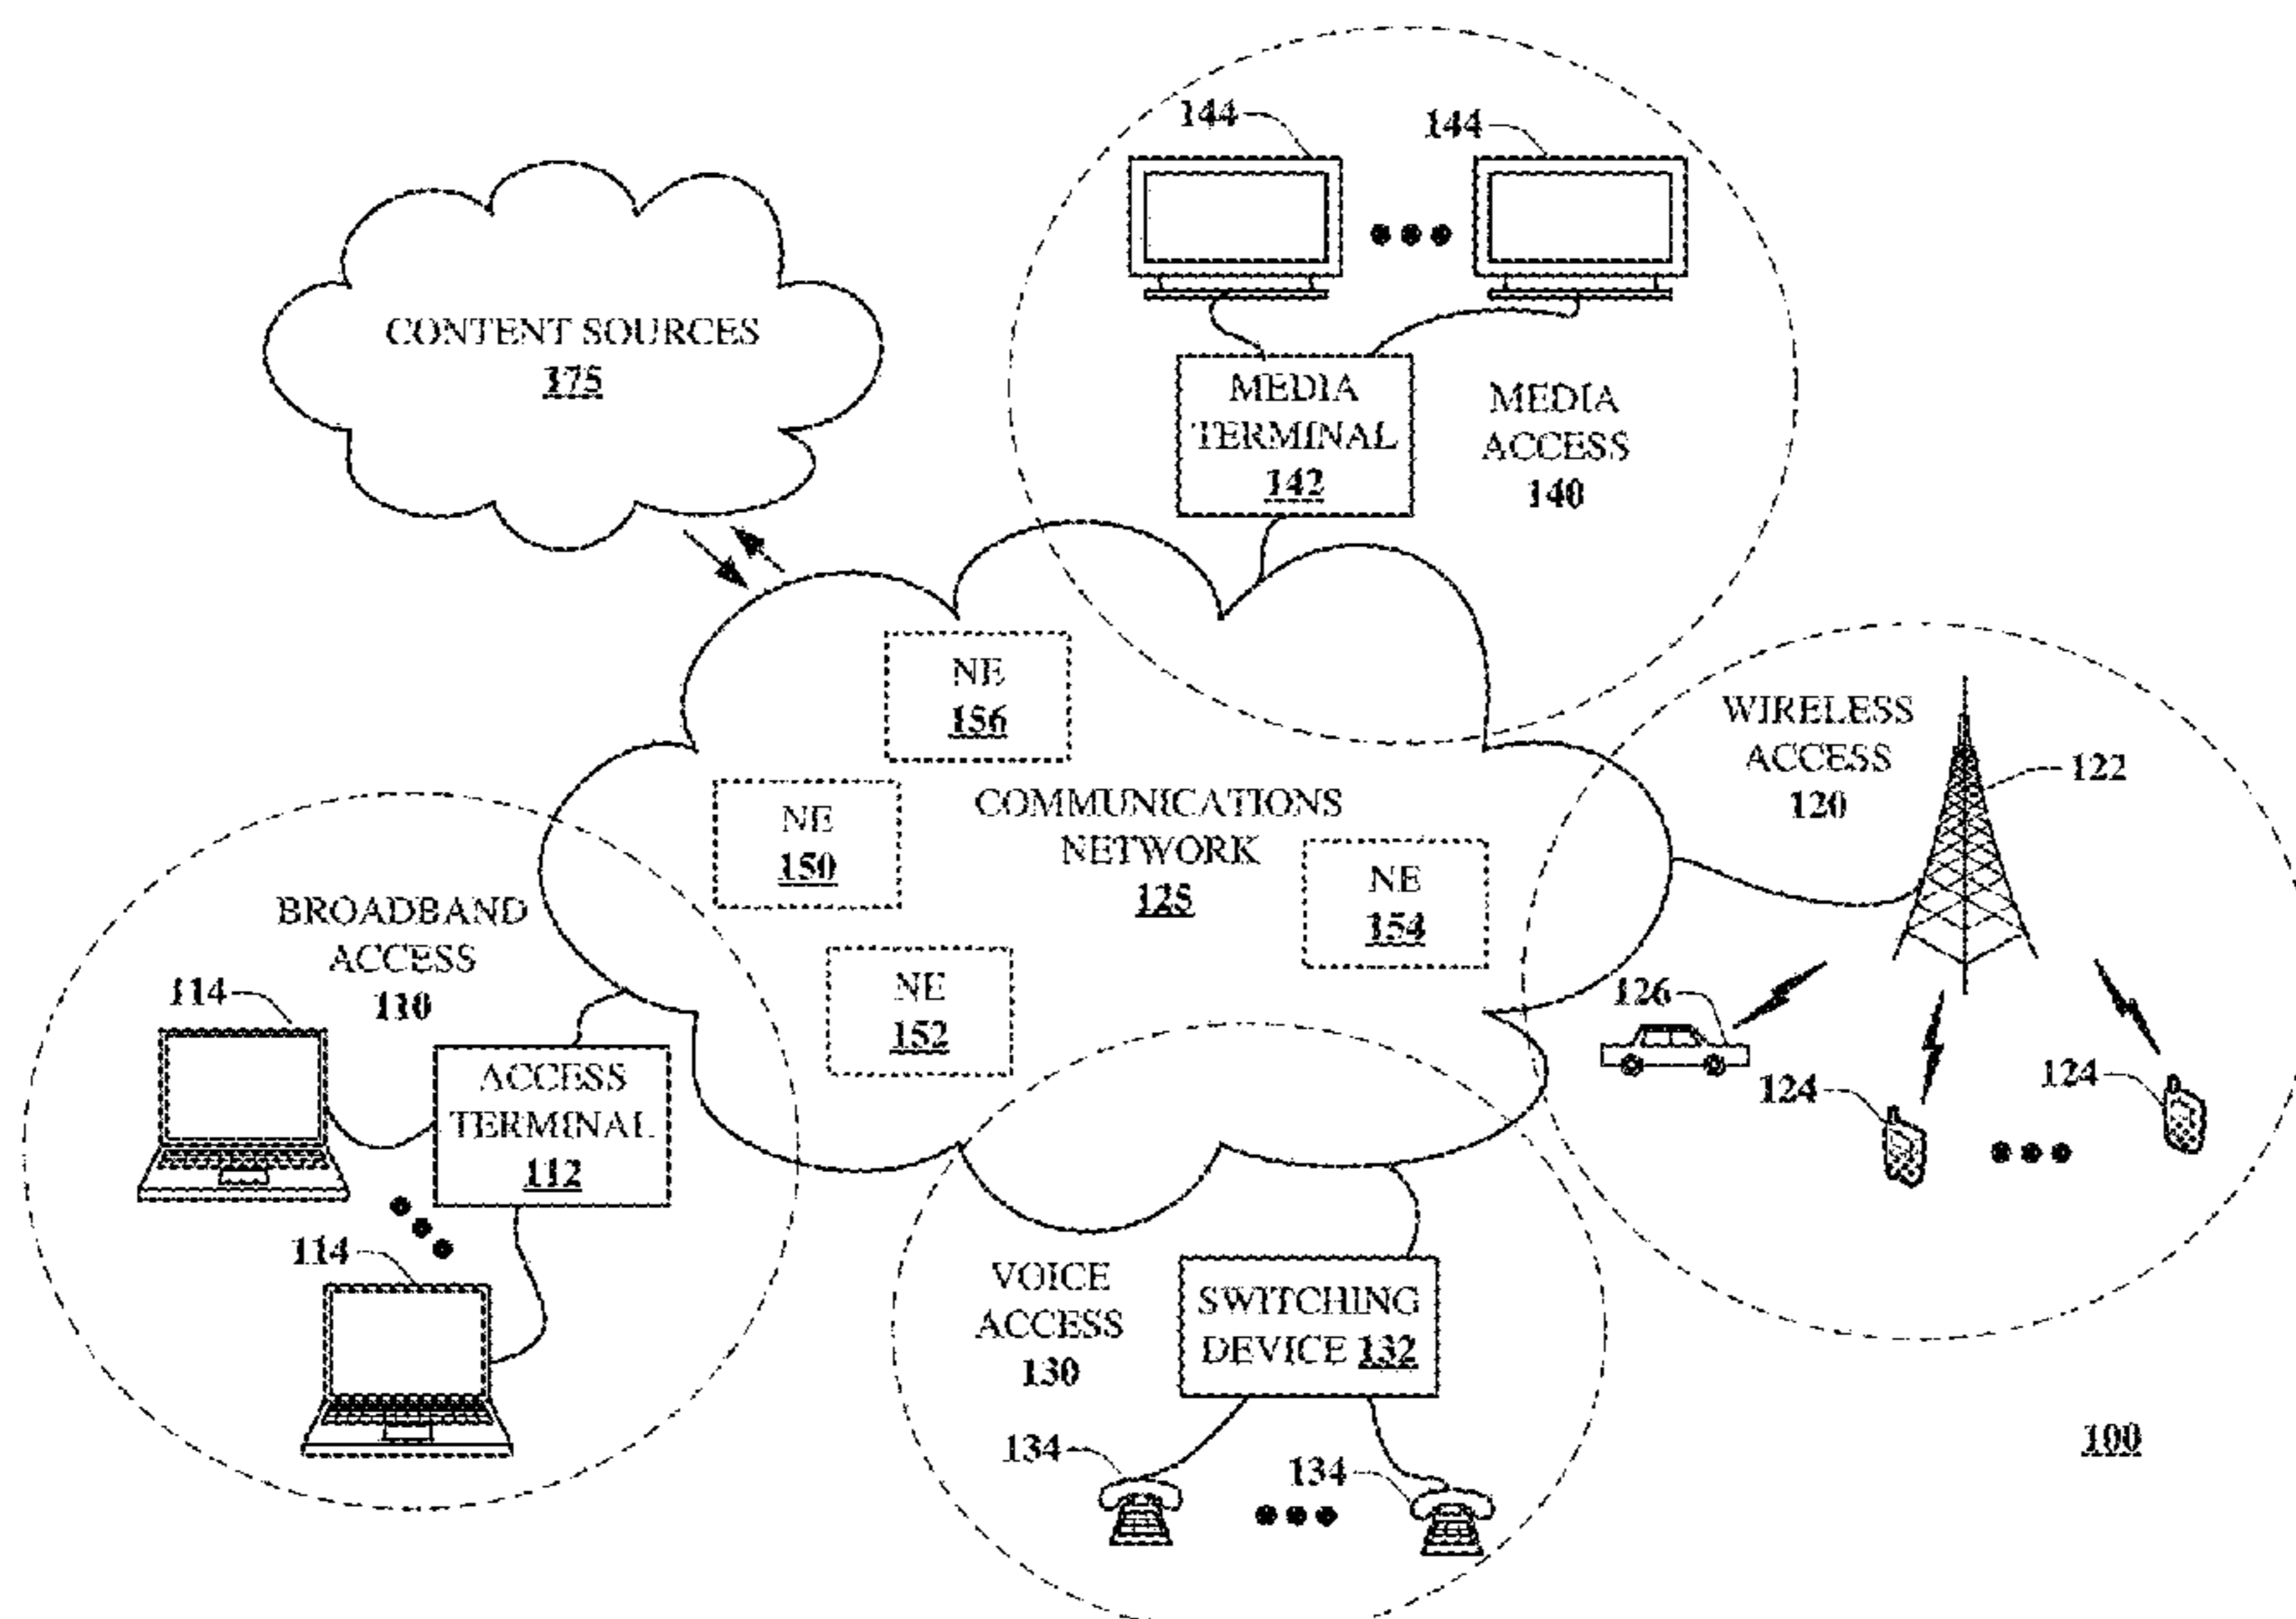 144
144
CONTENT SOURCES
175
MEDIA
TERMINAL
142
MEDIA
ACCESS
140
NE
156
WIRELESS
ACCESS
120
122
NE
150
COMMUNICATIONS
NETWORK
125
NE
154
BROADBAND
ACCESS
110
NE
152
114
126
ACCESS
TERMINAL
112
124
124
114
VOICE
ACCESS
130
SWITCHING
DEVICE 132
134
134
100